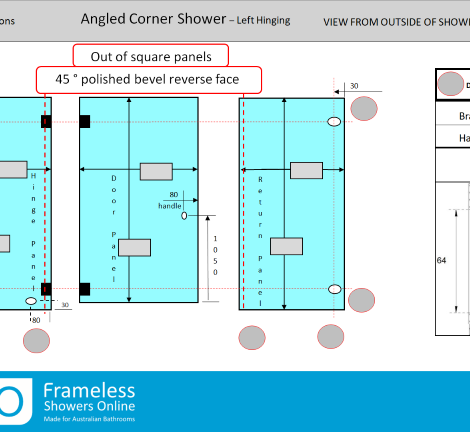 ons
Angled Corner Shower – Left Hinging
VIEW FROM OUTSIDE OF SHOWE
Out of square panels
45 ° polished bevel reverse face
30
D
Bra
Ha
Hinge Panel
Door Panel
80
handle
1050
Return Panel
64
30
80
Frameless
Showers Online
Made for Australian Bathrooms